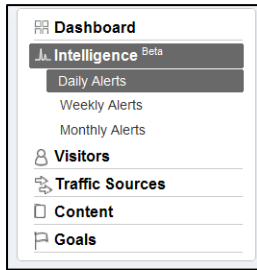 Dashboard
Intelligence Beta
Daily Alerts
Weekly Alerts
Monthly Alerts
Visitors
Traffic Sources
Content
Goals